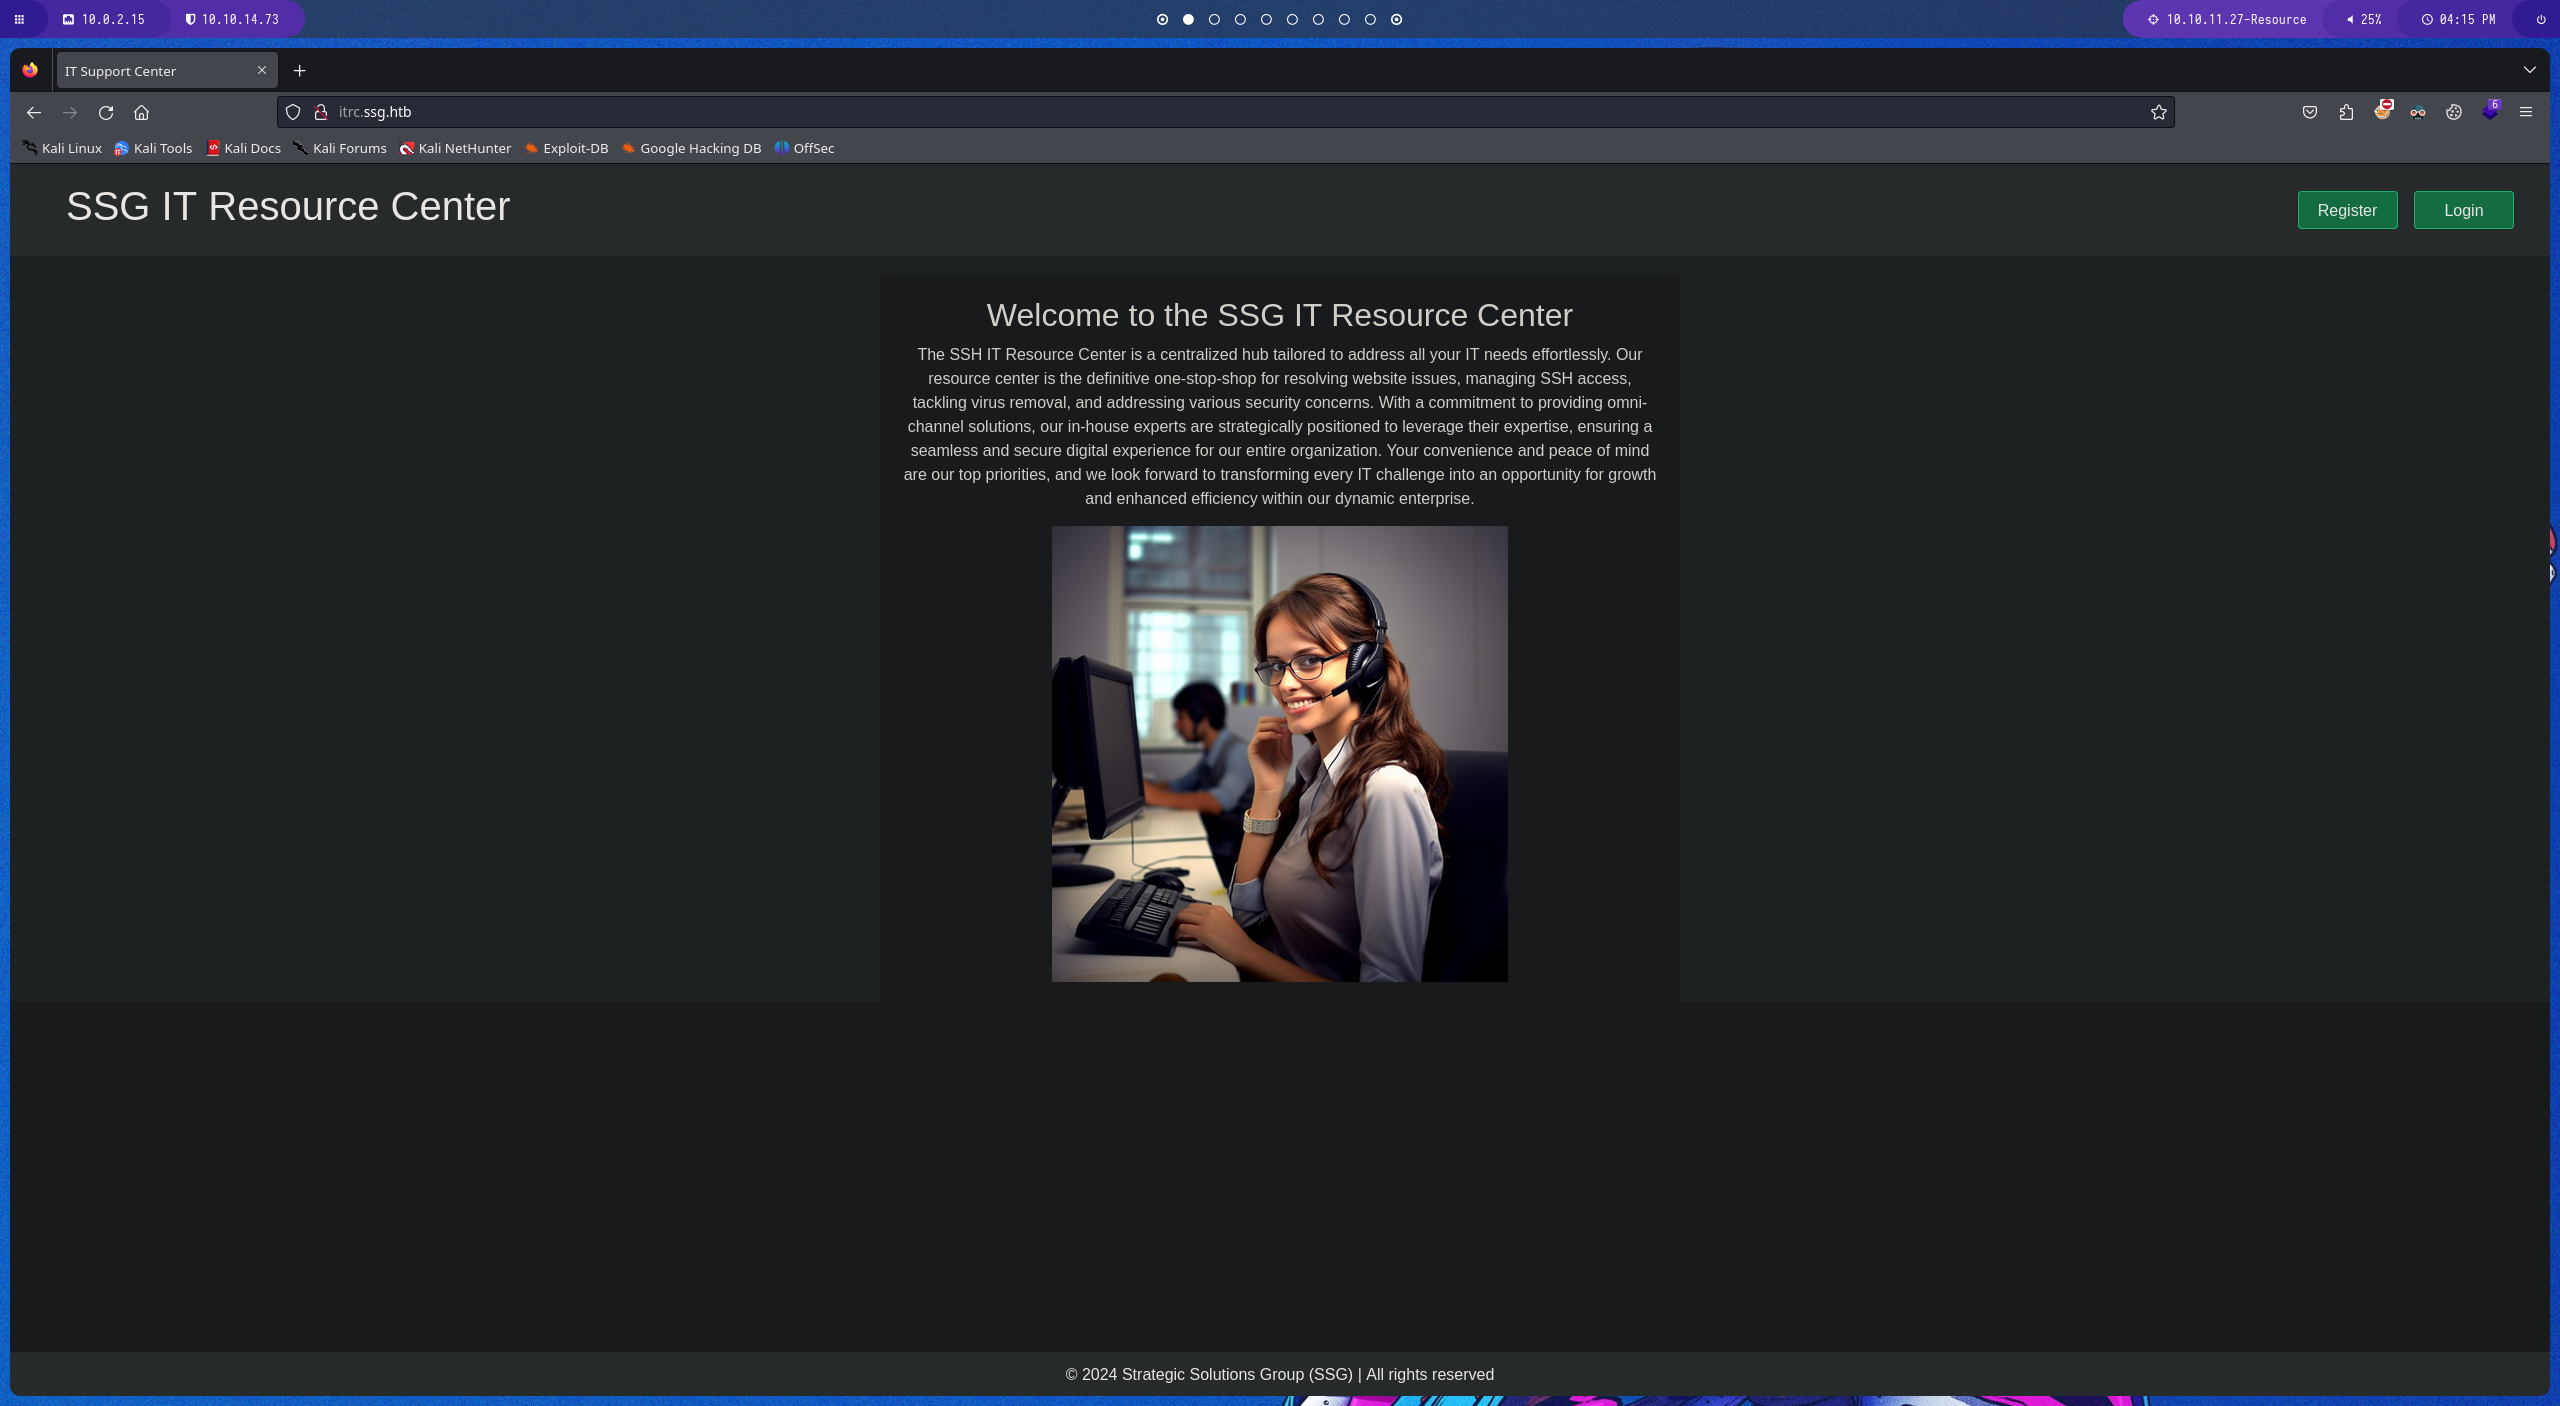 10.0.2.15 10.10.14.73 10.10.11.27-Resource 25% 04:15 PM
IT Support Center
itrc.ssg.htb 6
Kali Linux Kali Tools Kali Docs Kali Forums Kali NetHunter Exploit-DB Google Hacking DB OffSec
SSG IT Resource Center Register Login
Welcome to the SSG IT Resource Center
The SSH IT Resource Center is a centralized hub tailored to address all your IT needs effortlessly. Our
resource center is the definitive one-stop-shop for resolving website issues, managing SSH access,
tackling virus removal, and addressing various security concerns. With a commitment to providing omni-
channel solutions, our in-house experts are strategically positioned to leverage their expertise, ensuring a
seamless and secure digital experience for our entire organization. Your convenience and peace of mind
are our top priorities, and we look forward to transforming every IT challenge into an opportunity for growth
and enhanced efficiency within our dynamic enterprise.
© 2024 Strategic Solutions Group (SSG) | All rights reserved